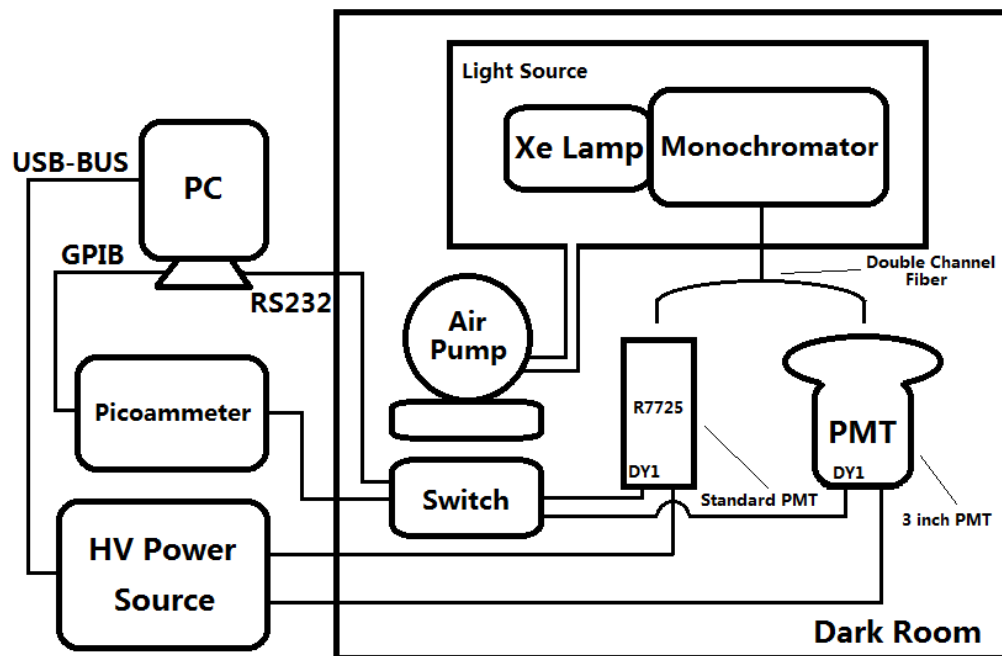 Light Source
Xe Lamp
Monochromator
USB-BUS
PC
GPIB
RS232
Double Channel
Fiber
Air
Pump
Picoammeter
R7725
DY1
PMT
DY1
Standard PMT
3 inch PMT
Switch
HV Power
Source
Dark Room